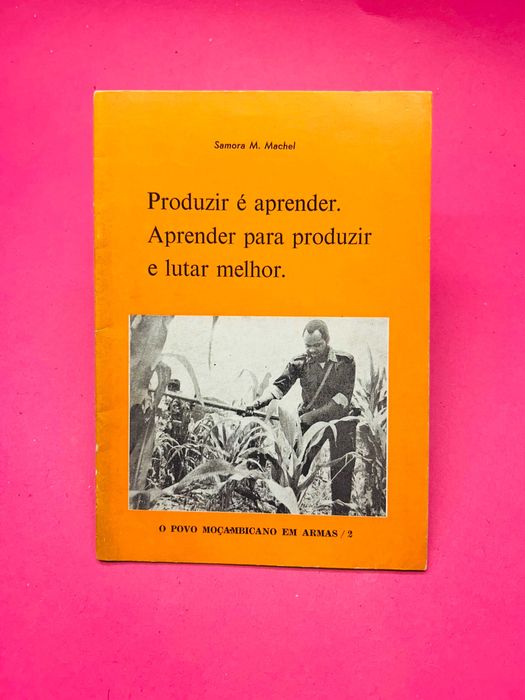 Samora M. Machel
Produzir é aprender.
Aprender para produzir
e lutar melhor.
O POVO MOÇAMBICANO EM ARMAS / 2